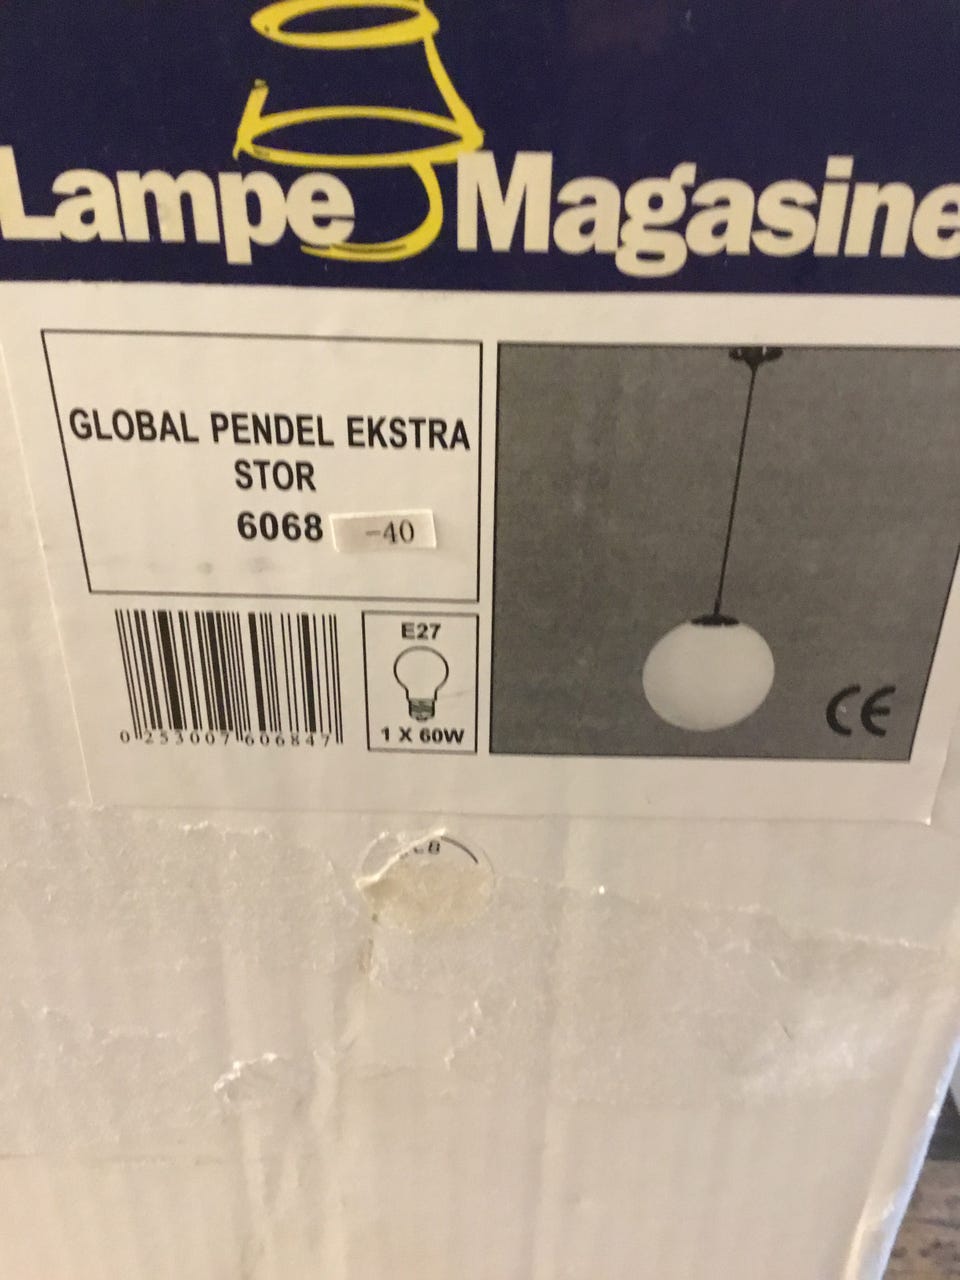 Lampe Magasine
GLOBAL PENDEL EKSTRA
STOR
6068 -40
E27
1 X 60W
0 253007 606847
CE